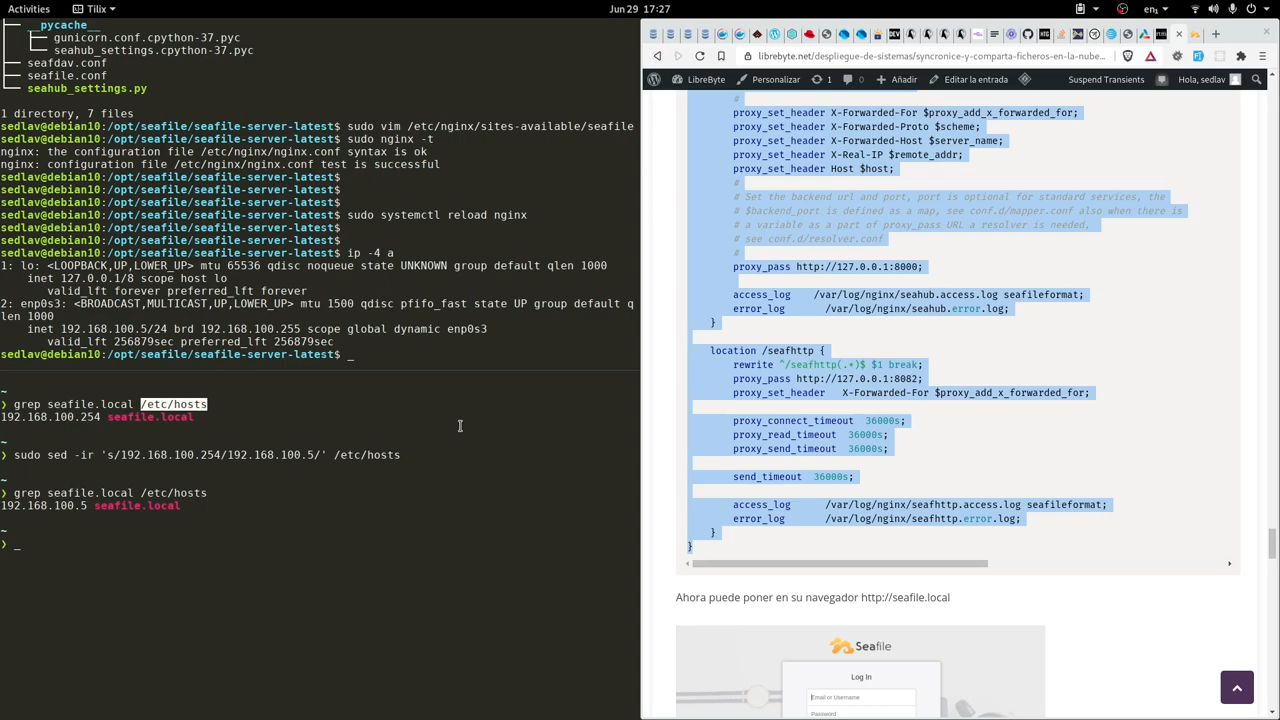 Activities
Tilix
Jun 29 17:27
en1
__pycache__
gunicorn.conf.cpython-37.pyc
seahub_settings.cpython-37.pyc
seafdav.conf
seafile.conf
seahub_settings.py
1 directory, 7 files
sedlav@debian10:/opt/seafile/seafile-server-latest$ sudo vim /etc/nginx/sites-available/seafile
sedlav@debian10:/opt/seafile/seafile-server-latest$ sudo nginx -t
nginx: the configuration file /etc/nginx/nginx.conf syntax is ok
nginx: configuration file /etc/nginx/nginx.conf test is successful
sedlav@debian10:/opt/seafile/seafile-server-latest$
sedlav@debian10:/opt/seafile/seafile-server-latest$
sedlav@debian10:/opt/seafile/seafile-server-latest$
sedlav@debian10:/opt/seafile/seafile-server-latest$ sudo systemctl reload nginx
sedlav@debian10:/opt/seafile/seafile-server-latest$
sedlav@debian10:/opt/seafile/seafile-server-latest$
sedlav@debian10:/opt/seafile/seafile-server-latest$ ip -4 a
1: lo: <LOOPBACK,UP,LOWER_UP> mtu 65536 qdisc noqueue state UNKNOWN group default qlen 1000
inet 127.0.0.1/8 scope host lo
valid_lft forever preferred_lft forever
2: enp0s3: <BROADCAST,MULTICAST,UP,LOWER_UP> mtu 1500 qdisc pfifo_fast state UP group default q
len 1000
inet 192.168.100.5/24 brd 192.168.100.255 scope global dynamic enp0s3
valid_lft 256879sec preferred_lft 256879sec
sedlav@debian10:/opt/seafile/seafile-server-latest$ _
~
❯ grep seafile.local /etc/hosts
192.168.100.254 seafile.local
~
❯ sudo sed -ir 's/192.168.100.254/192.168.100.5/' /etc/hosts
~
❯ grep seafile.local /etc/hosts
192.168.100.5 seafile.local
~
❯ _
librebyte.net/despliegue-de-sistemas/syncronice-y-comparta-ficheros-en-la-nube...
LibreByte
Personalizar
1
0
Añadir
Editar la entrada
Suspend Transients
Hola, sedlav
#
proxy_set_header X-Forwarded-For $proxy_add_x_forwarded_for;
proxy_set_header X-Forwarded-Proto $scheme;
proxy_set_header X-Forwarded-Host $server_name;
proxy_set_header X-Real-IP $remote_addr;
proxy_set_header Host $host;
#
# Set the backend url and port, port is optional for standard services, the
# $backend_port is defined as a map, see conf.d/mapper.conf also when there is
# a variable as a part of proxy_pass URL a resolver is needed,
# see conf.d/resolver.conf
#
proxy_pass http://127.0.0.1:8000;
access_log /var/log/nginx/seahub.access.log seafileformat;
error_log /var/log/nginx/seahub.error.log;
}
location /seafhttp {
rewrite ^/seafhttp(.*)$ $1 break;
proxy_pass http://127.0.0.1:8082;
proxy_set_header X-Forwarded-For $proxy_add_x_forwarded_for;
proxy_connect_timeout 36000s;
proxy_read_timeout 36000s;
proxy_send_timeout 36000s;
send_timeout 36000s;
access_log /var/log/nginx/seafhttp.access.log seafileformat;
error_log /var/log/nginx/seafhttp.error.log;
}
}
Ahora puede poner en su navegador http://seafile.local
Seafile
Log In
Email or Username
Password